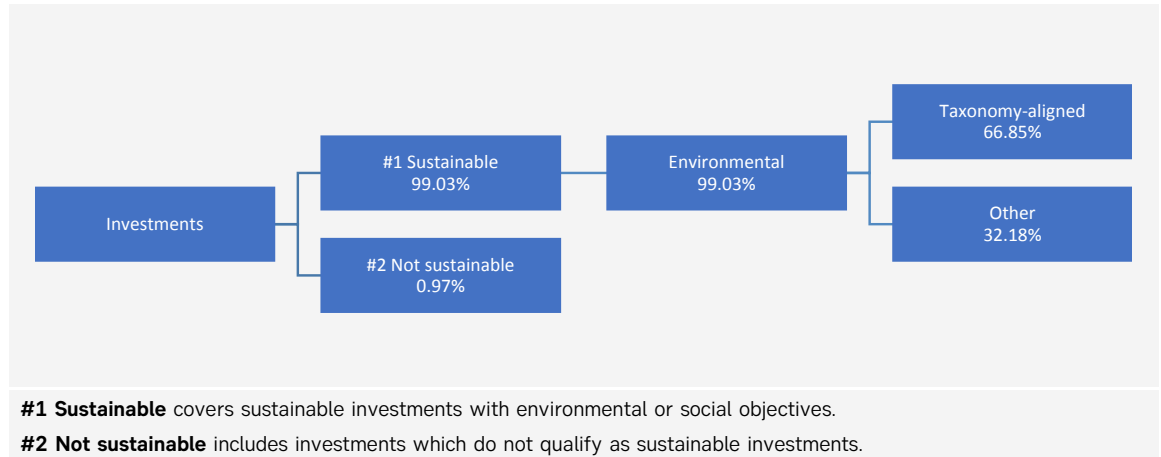 Investments
#1 Sustainable
99.03%
#2 Not sustainable
0.97%
Environmental
99.03%
Taxonomy-aligned
66.85%
Other
32.18%
#1 Sustainable covers sustainable investments with environmental or social objectives.
#2 Not sustainable includes investments which do not qualify as sustainable investments.